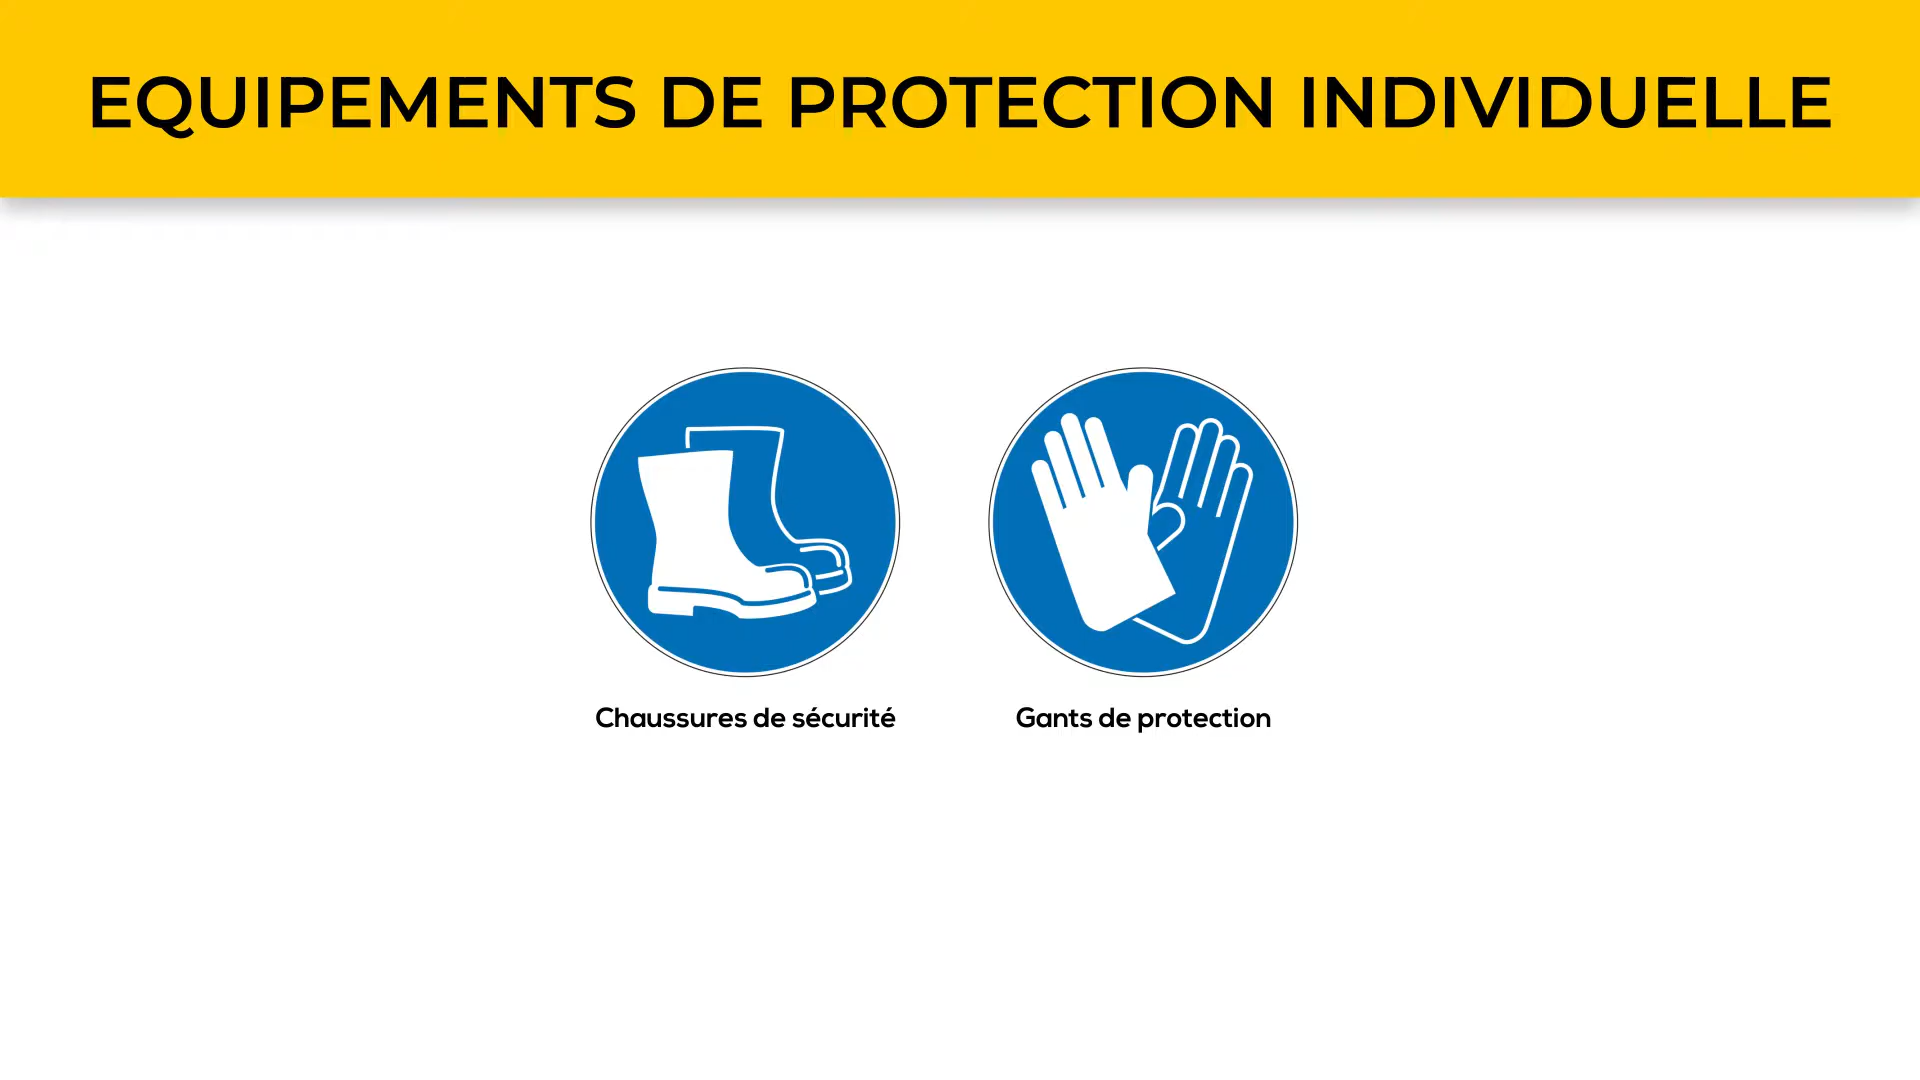 EQUIPEMENTS DE PROTECTION INDIVIDUELLE
Chaussures de sécurité
Gants de protection